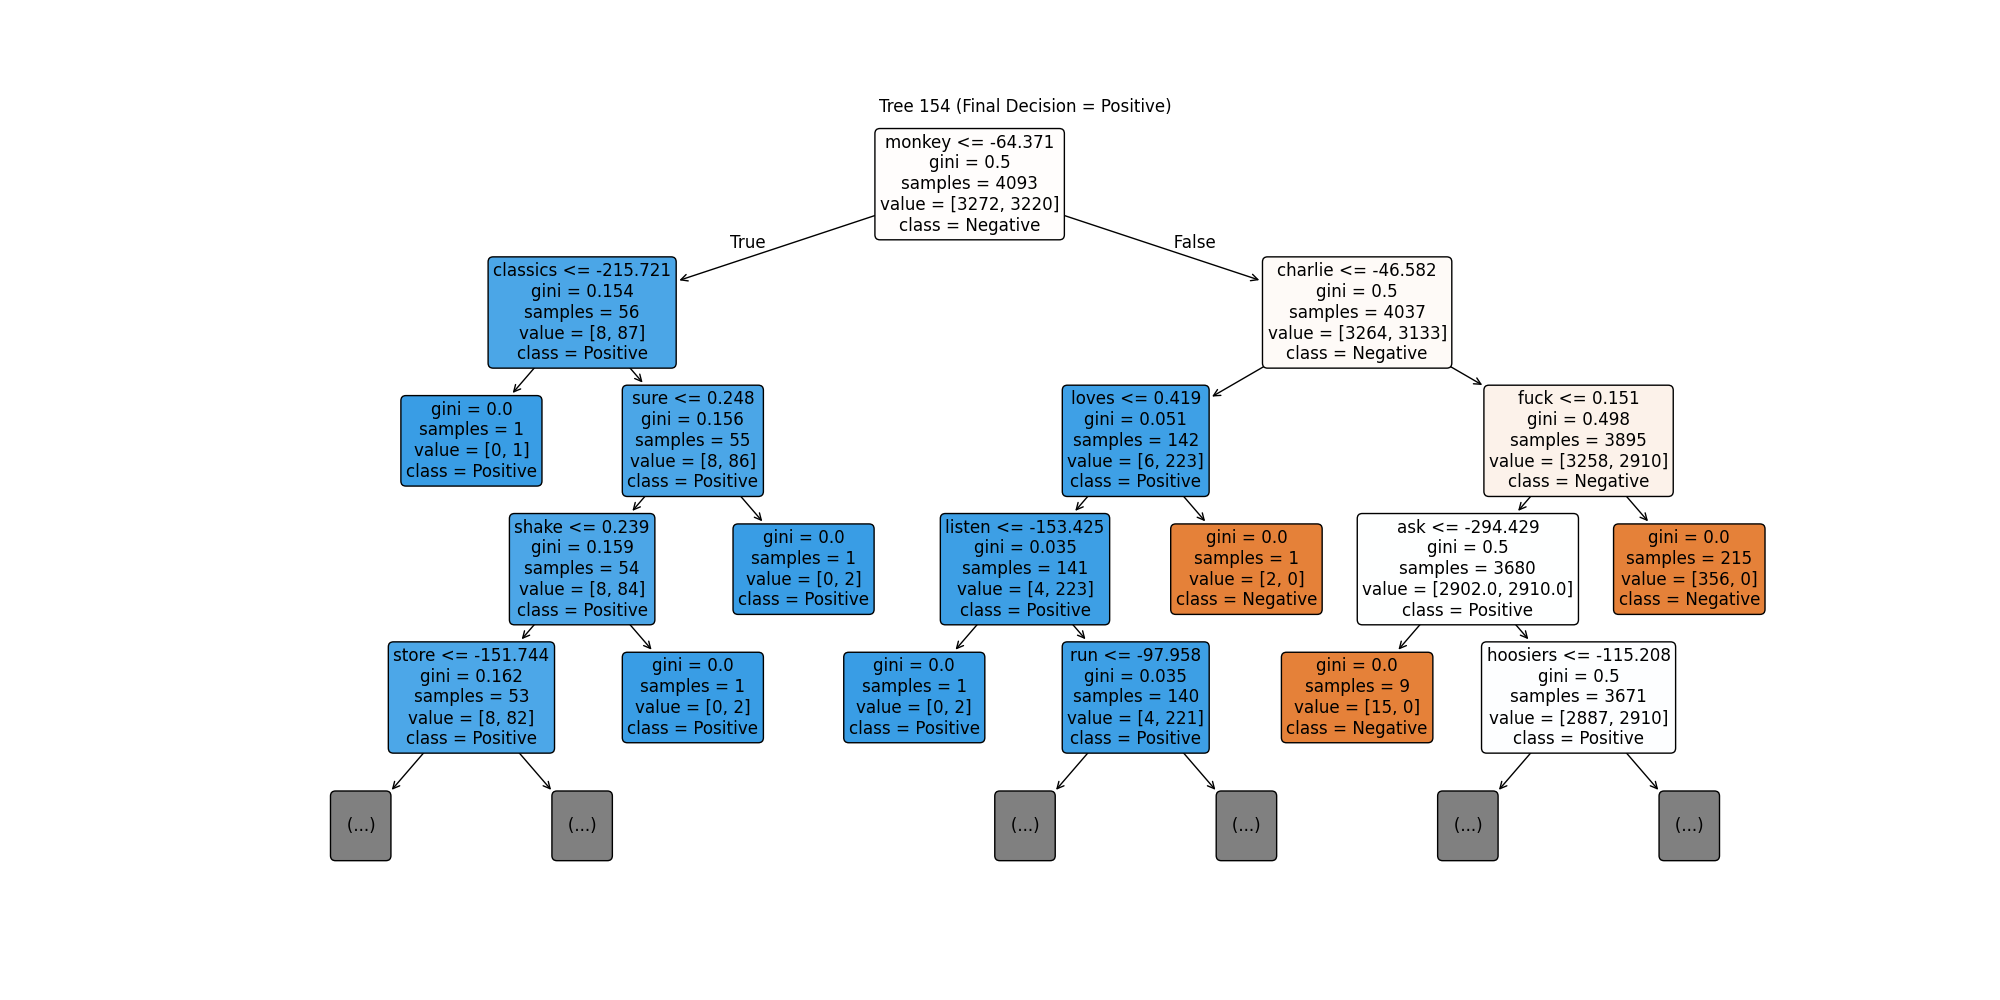 Tree 154 (Final Decision = Positive)
monkey <= -64.371
gini = 0.5
samples = 4093
value = [3272, 3220]
class = Negative
True
False
classics <= -215.721
gini = 0.154
samples = 56
value = [8, 87]
class = Positive
charlie <= -46.582
gini = 0.5
samples = 4037
value = [3264, 3133]
class = Negative
gini = 0.0
samples = 1
value = [0, 1]
class = Positive
sure <= 0.248
gini = 0.156
samples = 55
value = [8, 86]
class = Positive
loves <= 0.419
gini = 0.051
samples = 142
value = [6, 223]
class = Positive
fuck <= 0.151
gini = 0.498
samples = 3895
value = [3258, 2910]
class = Negative
shake <= 0.239
gini = 0.159
samples = 54
value = [8, 84]
class = Positive
gini = 0.0
samples = 1
value = [0, 2]
class = Positive
listen <= -153.425
gini = 0.035
samples = 141
value = [4, 223]
class = Positive
gini = 0.0
samples = 1
value = [2, 0]
class = Negative
ask <= -294.429
gini = 0.5
samples = 3680
value = [2902.0, 2910.0]
class = Positive
gini = 0.0
samples = 215
value = [356, 0]
class = Negative
store <= -151.744
gini = 0.162
samples = 53
value = [8, 82]
class = Positive
gini = 0.0
samples = 1
value = [0, 2]
class = Positive
gini = 0.0
samples = 1
value = [0, 2]
class = Positive
run <= -97.958
gini = 0.035
samples = 140
value = [4, 221]
class = Positive
gini = 0.0
samples = 9
value = [15, 0]
class = Negative
hoosiers <= -115.208
gini = 0.5
samples = 3671
value = [2887, 2910]
class = Positive
(...)
(...)
(...)
(...)
(...)
(...)